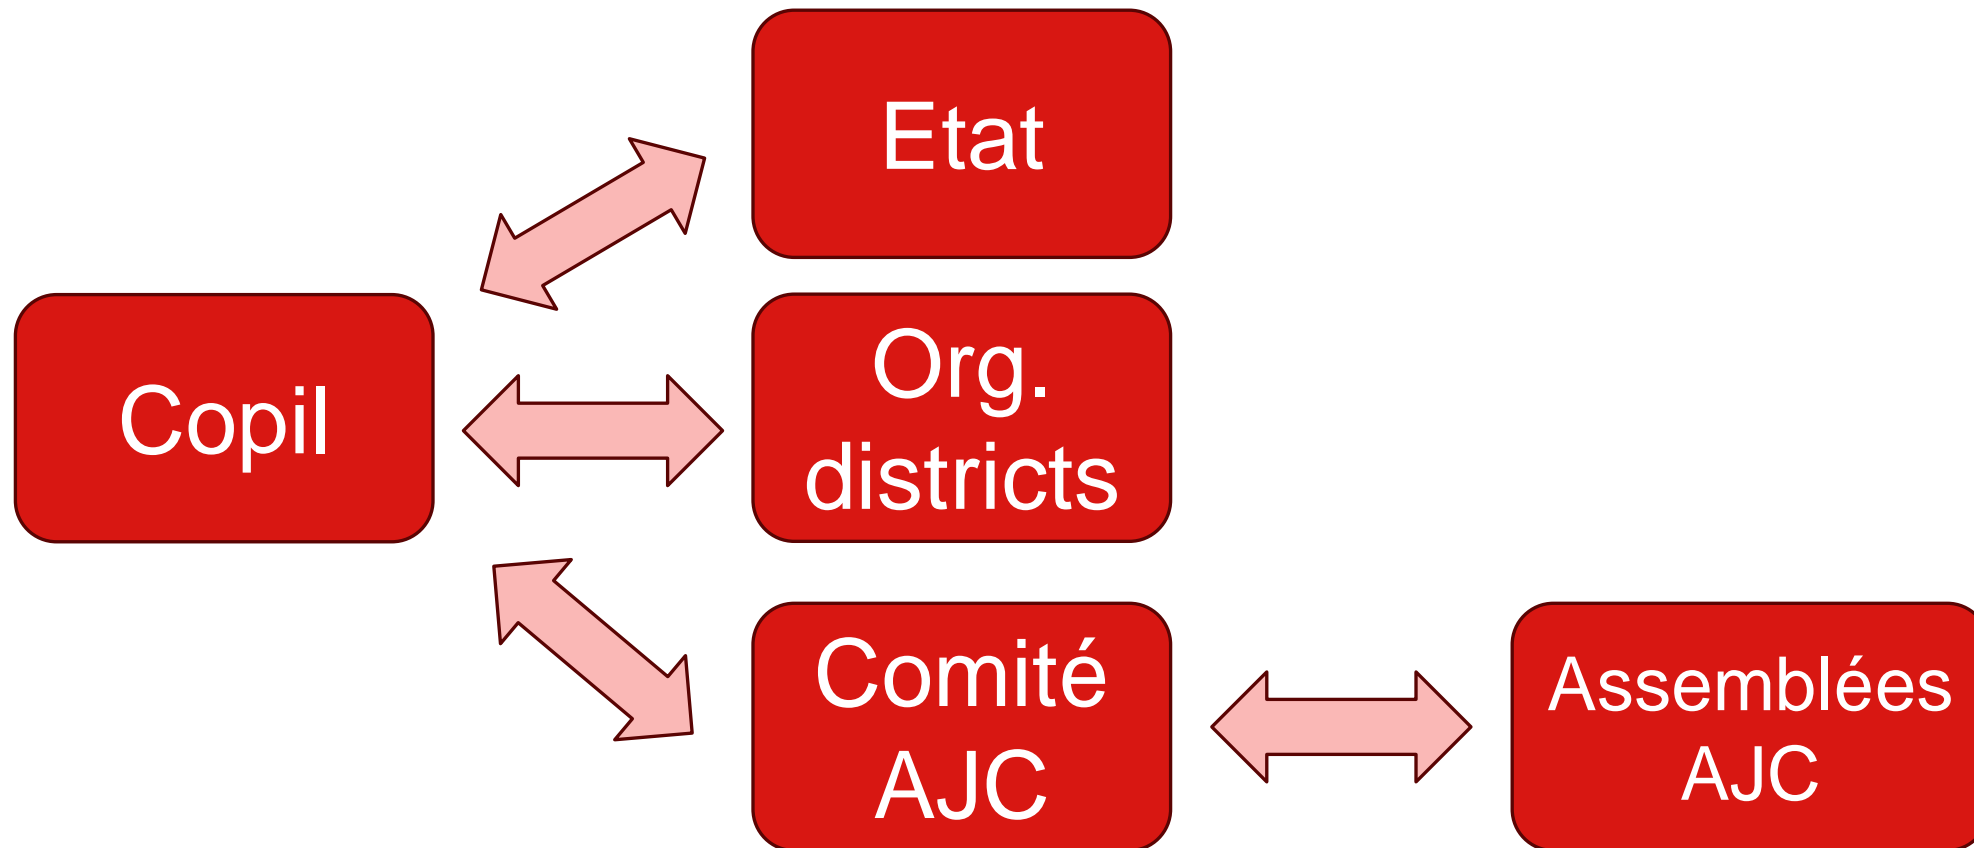 Etat
Copil
Org.
districts
Comité
AJC
Assemblées
AJC